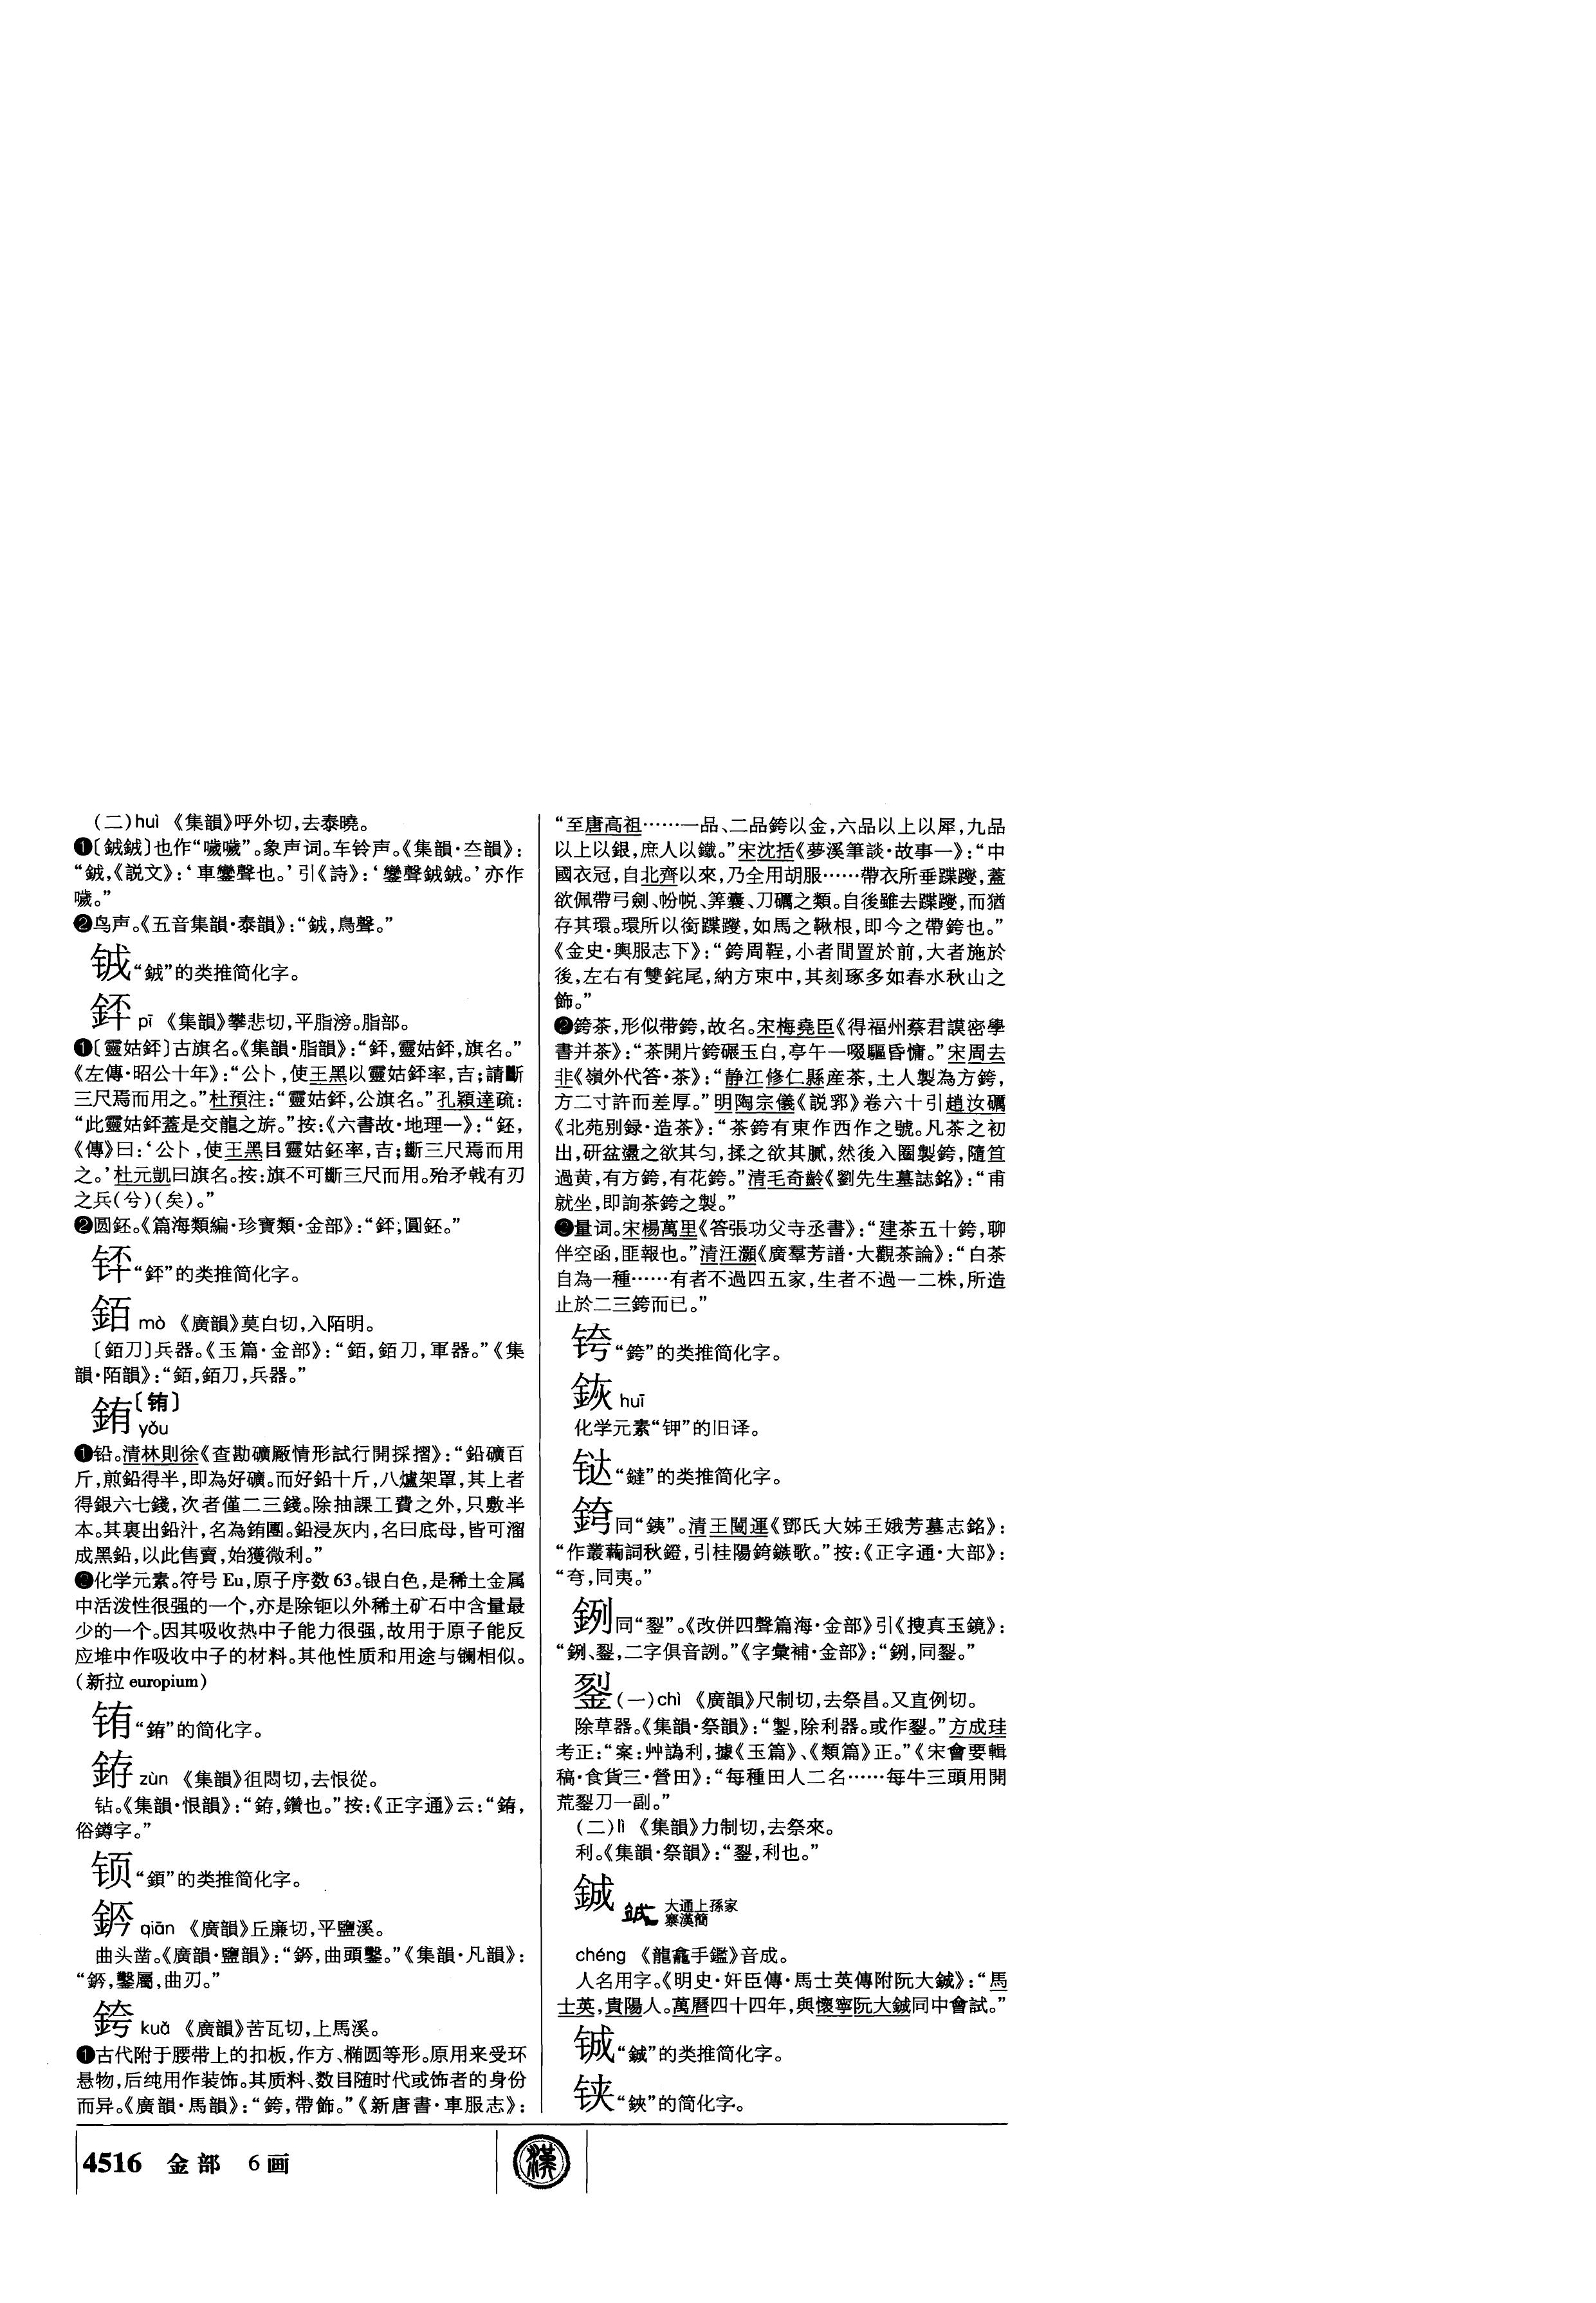 (二)huì 《集韻》呼外切,去泰曉。
❶〔鉞鉞〕也作“噦噦”。象声词。车铃声。《集韻·夳韻》:
“鉞,《説文》:‘車鑾聲也。’引《詩》:‘鑾聲鉞鉞。’亦作
噦。”
❷鸟声。《五音集韻·泰韻》:“鉞,鳥聲。”
钺“鉞”的类推简化字。
pī 《集韻》攀悲切,平脂滂。脂部。
❶〔靈姑鉟〕古旗名。《集韻·脂韻》:“鉟,靈姑鉟,旗名。”
《左傳·昭公十年》:“公卜,使王黑以靈姑鉟率,吉;請斷
三尺焉而用之。”杜預注:“靈姑鉟,公旗名。”孔穎達疏:
“此靈姑鉟蓋是交龍之旂。”按:《六書故·地理一》:“鉟,
《傳》曰:‘公卜,使王黑㠯靈姑鉟率,吉;斷三尺焉而用
之。’杜元凱曰旗名。按:旗不可斷三尺而用。殆矛戟有刃
之兵(兮)(矣)。”
❷圆鉟。《篇海類編·珍寶類·金部》:“鉟,圓鉟。”
“鉟”的类推简化字。
銆 mò 《廣韻》莫白切,入陌明。
〔銆刀〕兵器。《玉篇·金部》:“銆,銆刀,軍器。”《集
韻·陌韻》:“銆,銆刀,兵器。”
銪〔铕〕
yǒu
❶铅。清林則徐《查勘礦廠情形試行開採摺》:“鉛礦百
斤,煎鉛得半,即為好礦。而好鉛十斤,八爐架罩,其上者
得銀六七錢,次者僅二三錢。除抽課工費之外,只敷半
本。其裏出鉛汁,名為銪團。鉛浸灰内,名曰底母,皆可溜
成黑鉛,以此售賣,始獲微利。”
❷化学元素。符号 Eu,原子序数 63。银白色,是稀土金属
中活泼性很强的一个,亦是除钷以外稀土矿石中含量最
少的一个。因其吸收热中子能力很强,故用于原子能反
应堆中作吸收中子的材料。其他性质和用途与镧相似。
(新拉 europium)
铕“銪”的简化字。
銌 zùn 《集韻》徂悶切,去恨從。
钻。《集韻·恨韻》:“銌,鑽也。”按:《正字通》云:“銌,
俗鐏字。”
“顉”的类推简化字。
qiān 《廣韻》丘廉切,平鹽溪。
曲头凿。《廣韻·鹽韻》:“䤷,曲頭鑿。”《集韻·凡韻》:
“䤷,鑿屬,曲刃。”
銙 kuǎ 《廣韻》苦瓦切,上馬溪。
❶古代附于腰带上的扣板,作方、椭圆等形。原用来受环
悬物,后纯用作装饰。其质料、数目随时代或饰者的身份
而异。《廣韻·馬韻》:“銙,帶飾。”《新唐書·車服志》:
“至唐高祖……一品、二品銙以金,六品以上以犀,九品
以上以銀,庶人以鐵。”宋沈括《夢溪筆談·故事一》:“中
國衣冠,自北齊以來,乃全用胡服……帶衣所垂蹀躞,蓋
欲佩帶弓劍、帉帨、筭囊、刀礪之類。自後雖去蹀躞,而猶
存其環。環所以銜蹀躞,如馬之鞦根,即今之帶銙也。”
《金史·輿服志下》:“銙周鞓,小者間置於前,大者施於
後,左右有雙䤩尾,納方束中,其刻琢多如春水秋山之
飾。”
❷銙茶,形似带銙,故名。宋梅堯臣《得福州蔡君謨密學
書并茶》:“茶開片銙碾玉白,亭午一啜驅昏慵。”宋周去
非《嶺外代答·茶》:“静江修仁縣産茶,土人製為方銙,
方二寸許而差厚。”明陶宗儀《説郛》卷六十引趙汝礪
《北苑别録·造茶》:“茶銙有東作西作之號。凡茶之初
出,研盆盪之欲其匀,揉之欲其膩,然後入圈製銙,隨笪
過黄,有方銙,有花銙。”清毛奇齡《劉先生墓誌銘》:“甫
就坐,即詢茶銙之製。”
❸量词。宋楊萬里《答張功父寺丞書》:“建茶五十銙,聊
伴空函,匪報也。”清汪灝《廣羣芳譜·大觀茶論》:“白茶
自為一種……有者不過四五家,生者不過一二株,所造
止於二三銙而已。”
“銙”的类推简化字。
鈥 huī
化学元素“钾”的旧译。
𫟼“鐽”的类推简化字。
同“銕”。清王闓運《鄧氏大姊王娥芳墓志銘》:
“作叢蘜詞秋鐙,引桂陽銙鏃歌。”按:《正字通·大部》:
“夸,同夷。”
𨦙同“銐”。《改併四聲篇海·金部》引《搜真玉鏡》:
“𨦙、銐,二字俱音䇐。”《字彙補·金部》:“𨦙,同銐。”
銐(一)chì 《廣韻》尺制切,去祭昌。又直例切。
除草器。《集韻·祭韻》:“銐,除利器。或作銐。”方成珪
考正:“案:艸譌利,據《玉篇》、《類篇》正。”《宋會要輯
稿·食貨三·營田》:“每種田人二名……每牛三頭用開
荒銐刀一副。”
(二)lì 《集韻》力制切,去祭來。
利。《集韻·祭韻》:“銐,利也。”
鋮 大通上孫家
寨漢簡
chéng 《龍龕手鑑》音成。
人名用字。《明史·奸臣傳·馬士英傳附阮大鋮》:“馬
士英,貴陽人。萬曆四十四年,與懷寧阮大鋮同中會試。”
铖“鋮”的类推简化字。
铗“鋏”的简化字。
4516 金部 6画
漢